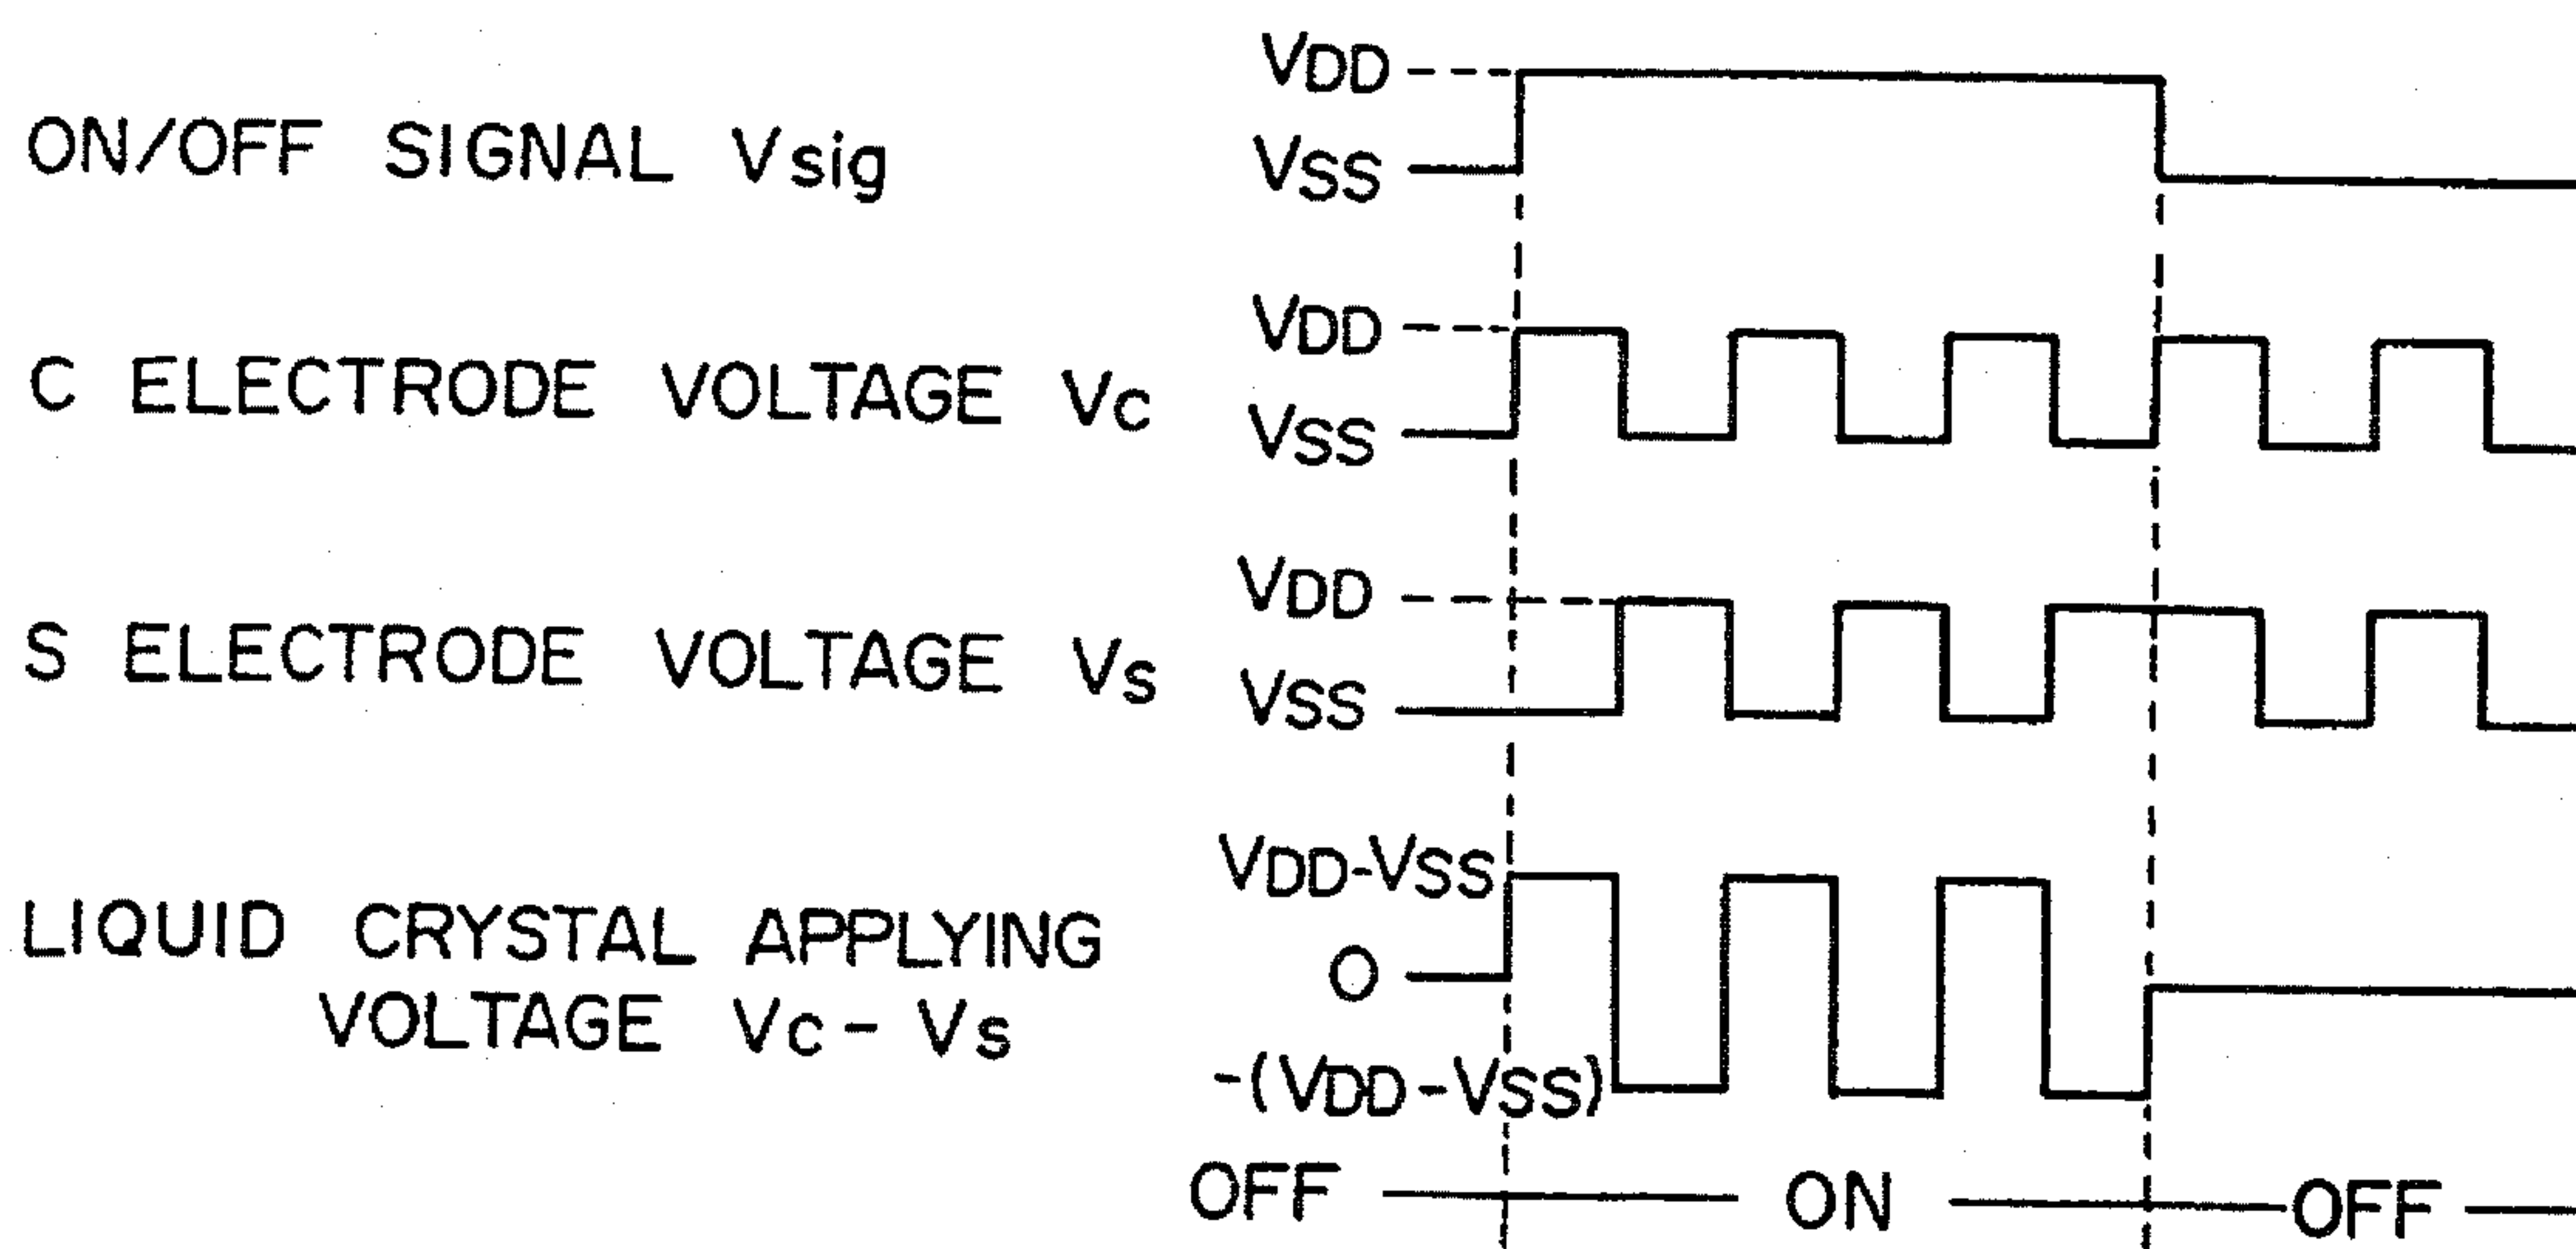 VDD
ON/OFF SIGNAL Vsig
VSS
VDD
C ELECTRODE VOLTAGE Vc
VSS
VDD
S ELECTRODE VOLTAGE Vs
VSS
VDD-VSS
LIQUID CRYSTAL APPLYING
O
VOLTAGE Vc - Vs
-(VDD-VSS)
OFF ON OFF